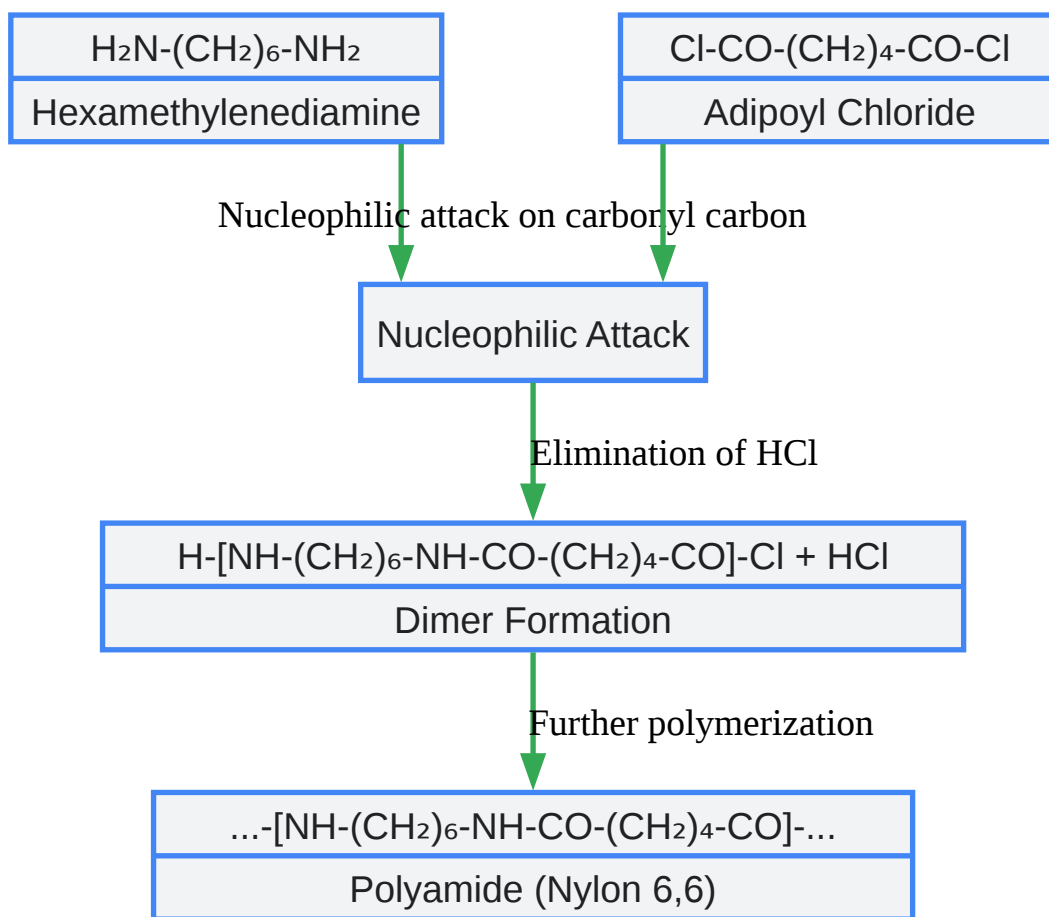 H₂N-(CH₂)₆-NH₂
Hexamethylenediamine
Cl-CO-(CH₂)₄-CO-Cl
Adipoyl Chloride
Nucleophilic attack on carbonyl carbon
Nucleophilic Attack
Elimination of HCl
H-[NH-(CH₂)₆-NH-CO-(CH₂)₄-CO]-Cl + HCl
Dimer Formation
Further polymerization
...-[NH-(CH₂)₆-NH-CO-(CH₂)₄-CO]-...
Polyamide (Nylon 6,6)